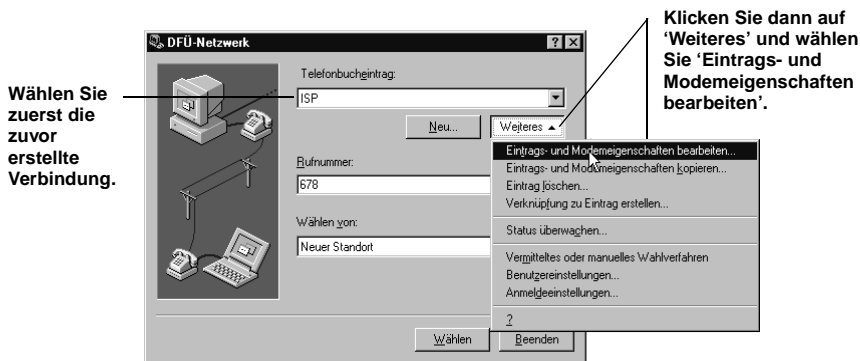 Klicken Sie dann auf
‘Weiteres’ und wählen
Sie ‘Eintrags- und
Modemeigenschaften
bearbeiten’.
Wählen Sie
zuerst die
zuvor
erstellte
Verbindung.
DFÜ-Netzwerk
Telefonbucheintrag:
ISP
Neu...
Weiteres
Rufnummer:
678
Wählen von:
Neuer Standort
Wählen
Beenden
Eintrags- und Modemeigenschaften bearbeiten...
Eintrags- und Modemeigenschaften kopieren...
Eintrag löschen...
Verknüpfung zu Eintrag erstellen...
Status überwachen...
Vermitteltes oder manuelles Wahlverfahren
Benutzereinstellungen...
Anmeldeeinstellungen...
?